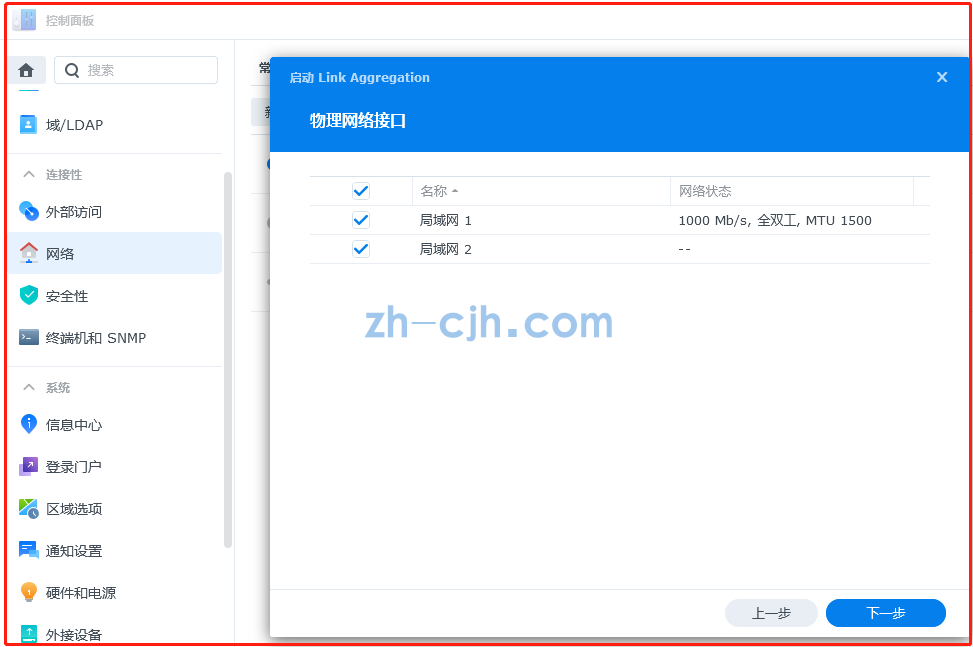 控制面板
搜索
域/LDAP
连接性
外部访问
网络
安全性
终端机和 SNMP
系统
信息中心
登录门户
区域选项
通知设置
硬件和电源
外接设备
常
启动 Link Aggregation
物理网络接口
名称 网络状态
局域网 1 1000 Mb/s, 全双工, MTU 1500
局域网 2 --
zh-cjh.com
上一步 下一步